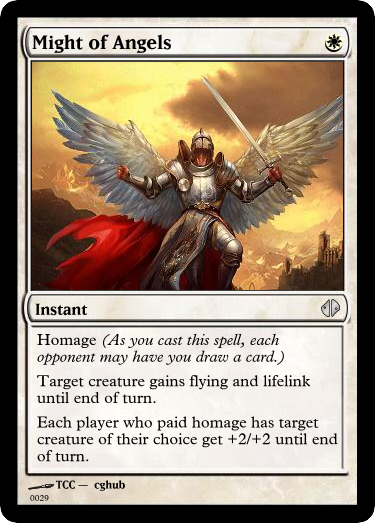 Might of Angels
Instant
Homage (As you cast this spell, each
opponent may have you draw a card.)
Target creature gains flying and lifelink
until end of turn.
Each player who paid homage has target
creature of their choice get +2/+2 until end
of turn.
TCC — cghub
0029